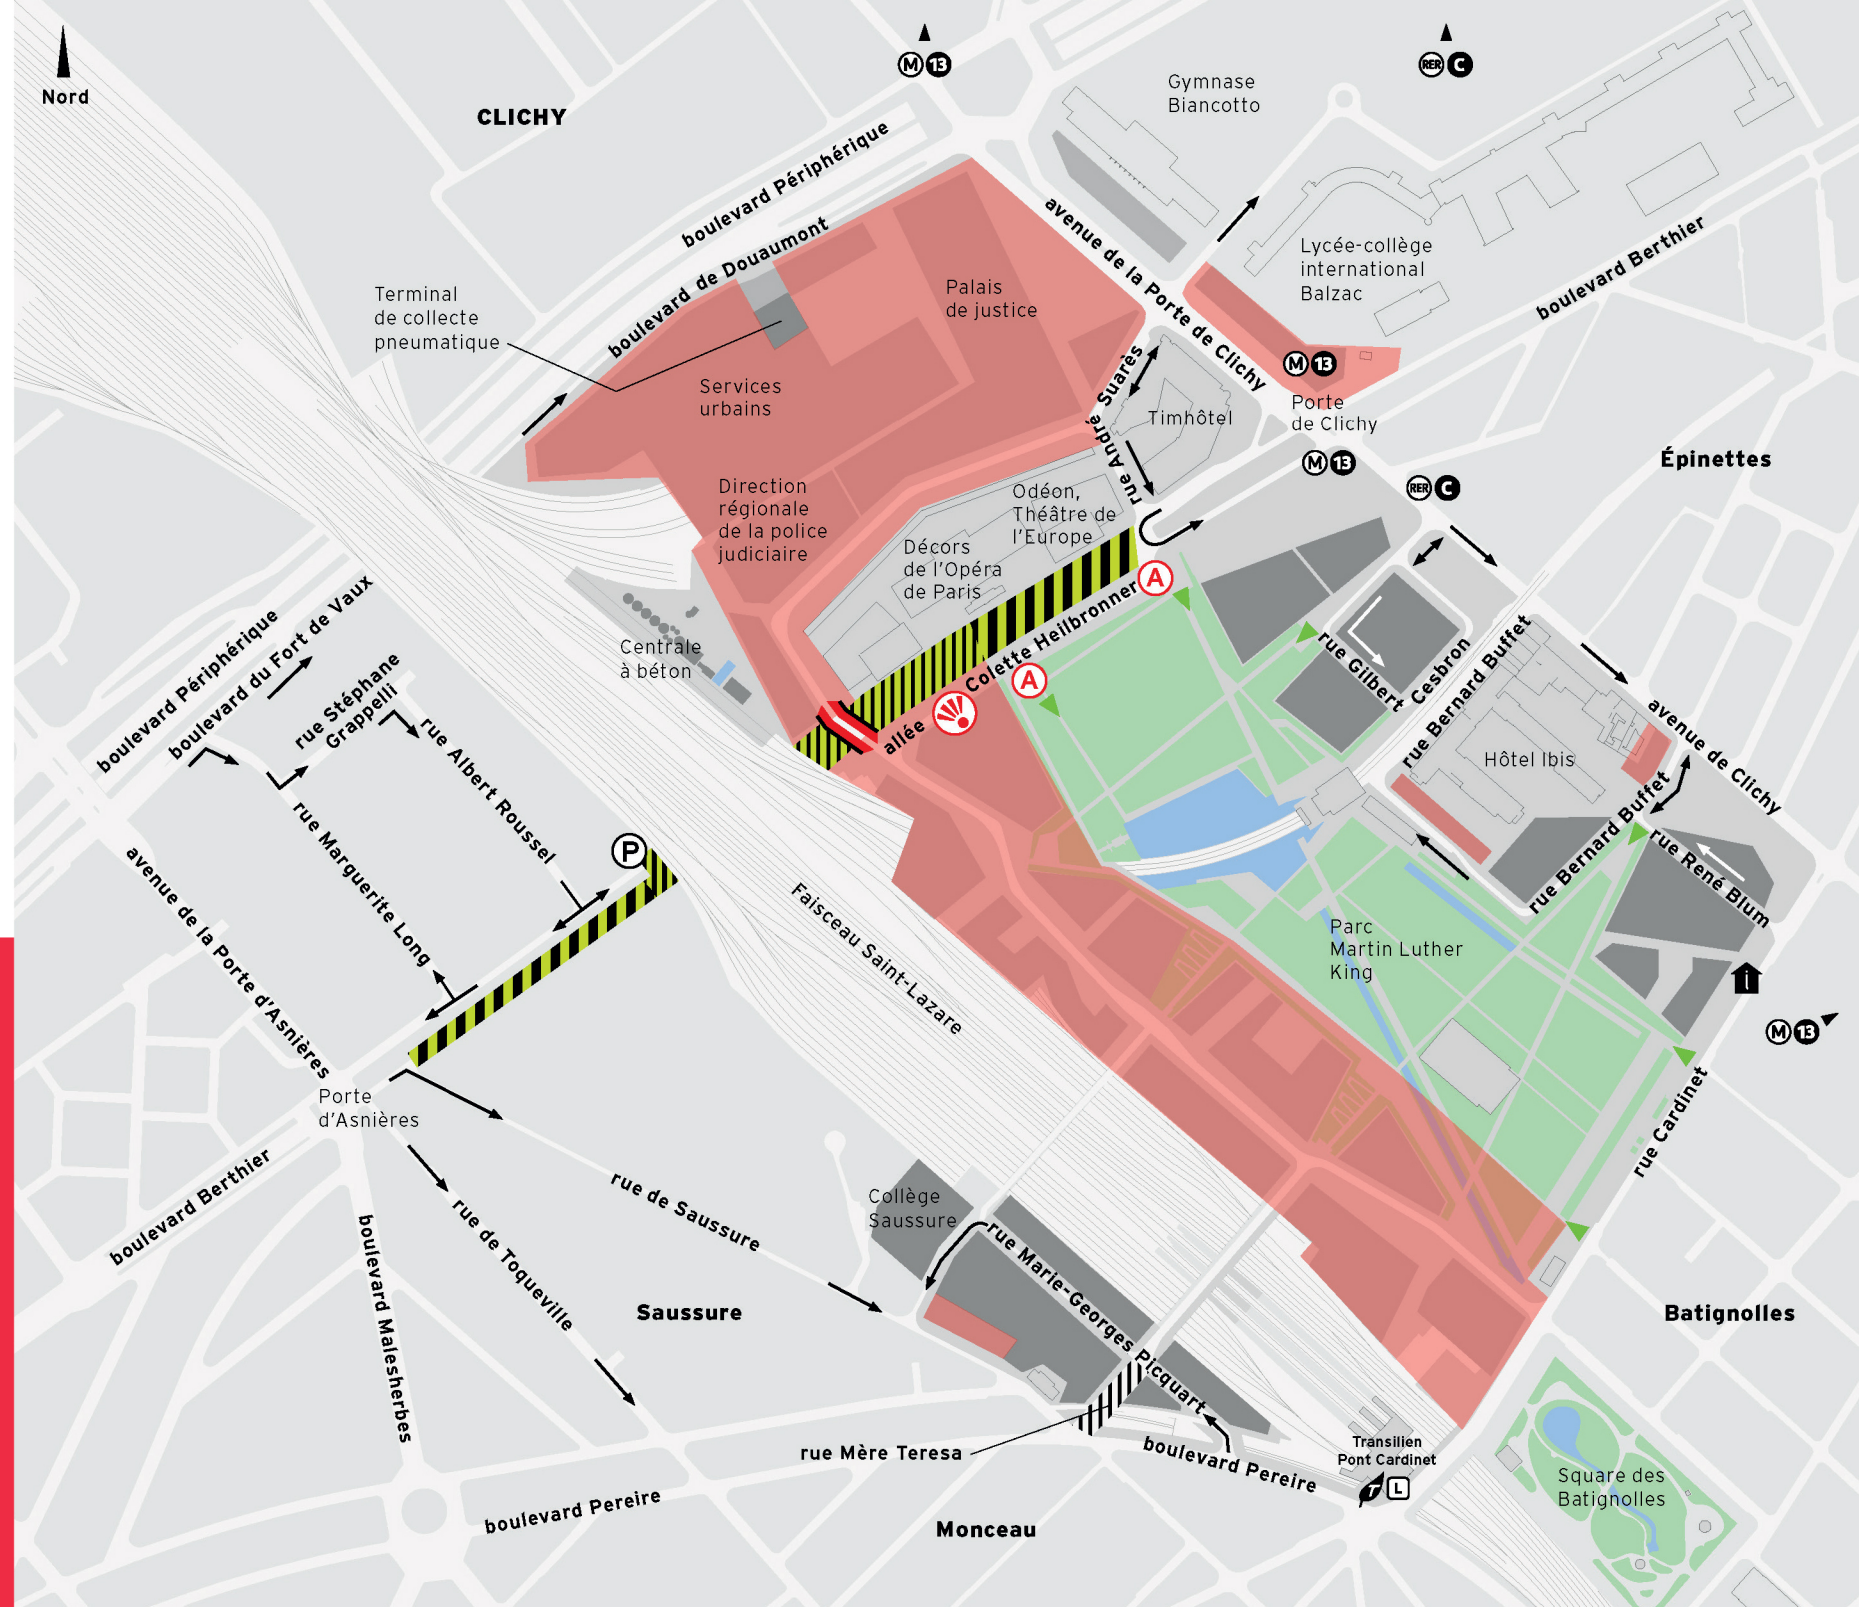 Nord
CLICHY
M 13
RER C
Gymnase
Biancotto
boulevard Périphérique
boulevard de Douaumont
avenue de la Porte de Clichy
Lycée-collège
international
Balzac
boulevard Berthier
Terminal
de collecte
pneumatique
Palais
de justice
Services
urbains
rue André Suarès
Timhôtel
M 13
Porte
de Clichy
M 13
RER C
Épinettes
Direction
régionale
de la police
judiciaire
Odéon,
Théâtre de
l'Europe
Décors
de l'Opéra
de Paris
A
allée Colette Heilbronner
A
Centrale
à béton
boulevard Périphérique
boulevard du Fort de Vaux
rue Stéphane
Grappelli
rue Albert Roussel
rue Marguerite Long
P
rue Gilbert
Cesbron
rue Bernard Buffet
Hôtel Ibis
avenue de Clichy
rue Bernard Buffet
rue René Blum
avenue de la Porte d'Asnières
Faisceau Saint-Lazare
Parc
Martin Luther
King
i
M 13
rue Cardinet
Porte
d'Asnières
boulevard Berthier
rue de Saussure
rue de Toqueville
boulevard Malesherbes
Collège
Saussure
rue Marie-Georges Picquart
Saussure
Batignolles
rue Mère Teresa
boulevard Pereire
boulevard Pereire
Transilien
Pont Cardinet
T L
Square des
Batignolles
Monceau